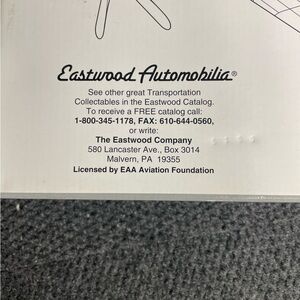 Eastwood Automobilia®
See other great Transportation
Collectables in the Eastwood Catalog.
To receive a FREE catalog call:
1-800-345-1178, FAX: 610-644-0560,
or write:
The Eastwood Company
580 Lancaster Ave., Box 3014
Malvern, PA 19355
Licensed by EAA Aviation Foundation